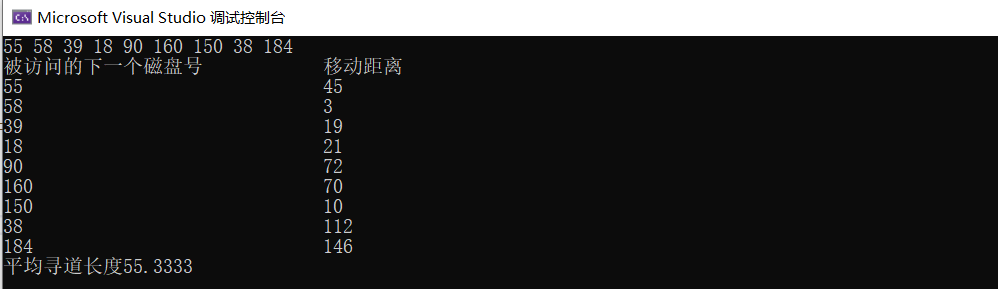 C:\ Microsoft Visual Studio 调试控制台
55 58 39 18 90 160 150 38 184
被访问的下一个磁盘号 移动距离
55 45
58 3
39 19
18 21
90 72
160 70
150 10
38 112
184 146
平均寻道长度55.3333